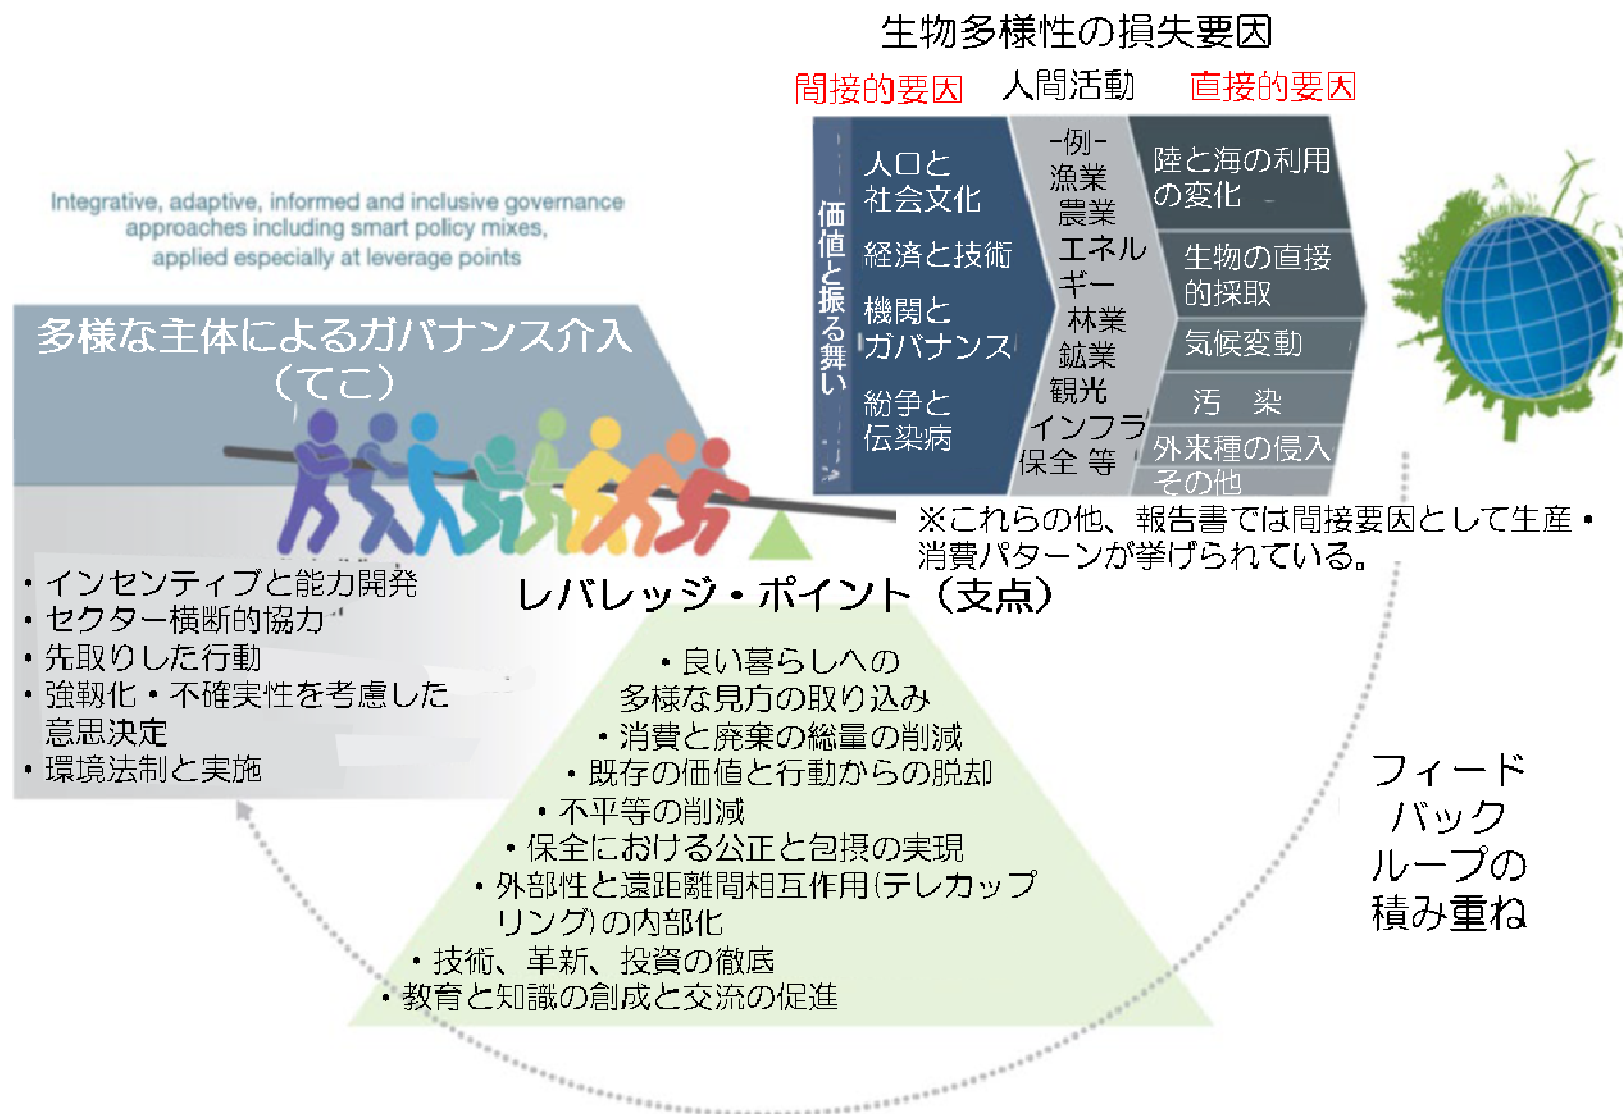 生物多様性の損失要因
間接的要因
人間活動
直接的要因
価値と振る舞い
人口と
社会文化
経済と技術
機関と
ガバナンス
紛争と
伝染病
-例-
漁業
農業
エネル
ギー
林業
鉱業
観光
インフラ
保全 等
陸と海の利用
の変化
生物の直接
的採取
気候変動
汚 染
外来種の侵入
その他
※これらの他、報告書では間接要因として生産・
消費パターンが挙げられている。
Integrative, adaptive, informed and inclusive governance
approaches including smart policy mixes,
applied especially at leverage points
多様な主体によるガバナンス介入
（てこ）
・インセンティブと能力開発
・セクター横断的協力
・先取りした行動
・強靱化・不確実性を考慮した
意思決定
・環境法制と実施
レバレッジ・ポイント（支点）
・良い暮らしへの
多様な見方の取り込み
・消費と廃棄の総量の削減
・既存の価値と行動からの脱却
・不平等の削減
・保全における公正と包摂の実現
・外部性と遠距離間相互作用(テレカップ
リング)の内部化
・技術、革新、投資の徹底
・教育と知識の創成と交流の促進
フィード
バック
ループの
積み重ね